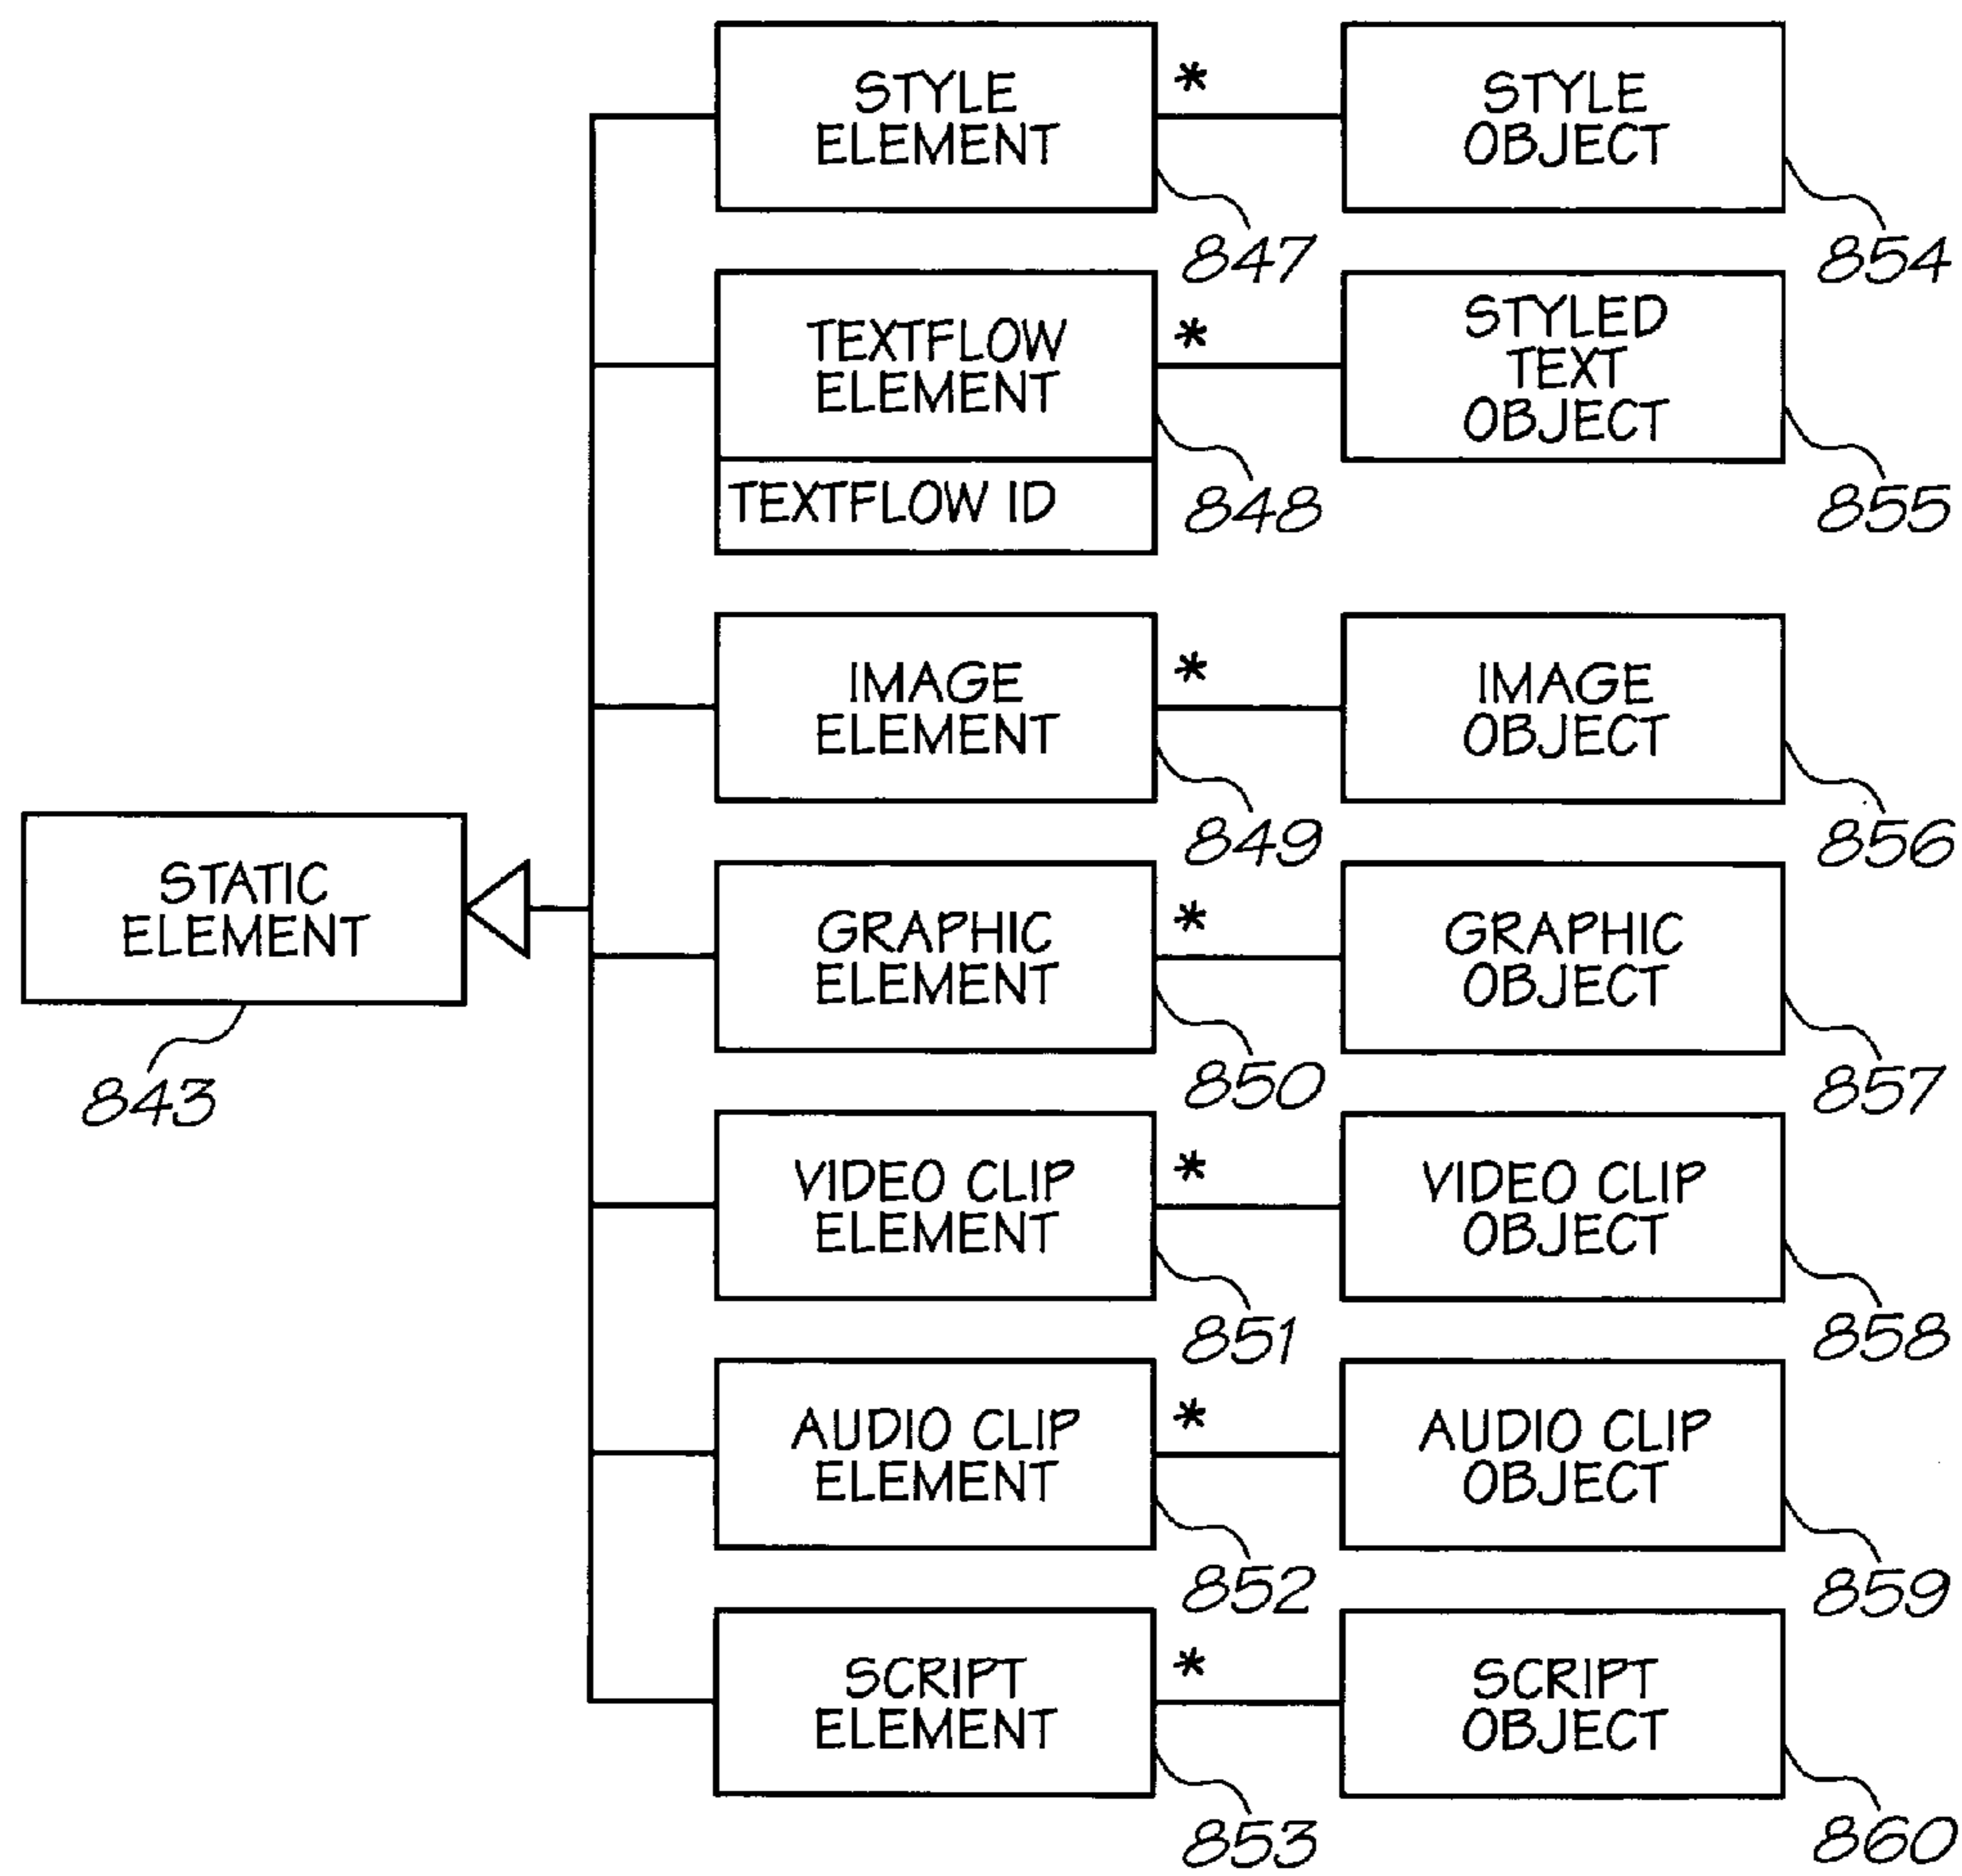 STYLE
ELEMENT
*
STYLE
OBJECT
847
854
TEXTFLOW
ELEMENT
*
STYLED
TEXT
OBJECT
TEXTFLOW ID
848
855
IMAGE
ELEMENT
*
IMAGE
OBJECT
849
856
STATIC
ELEMENT
843
GRAPHIC
ELEMENT
*
GRAPHIC
OBJECT
850
857
VIDEO CLIP
ELEMENT
*
VIDEO CLIP
OBJECT
851
858
AUDIO CLIP
ELEMENT
*
AUDIO CLIP
OBJECT
852
859
SCRIPT
ELEMENT
*
SCRIPT
OBJECT
853
860